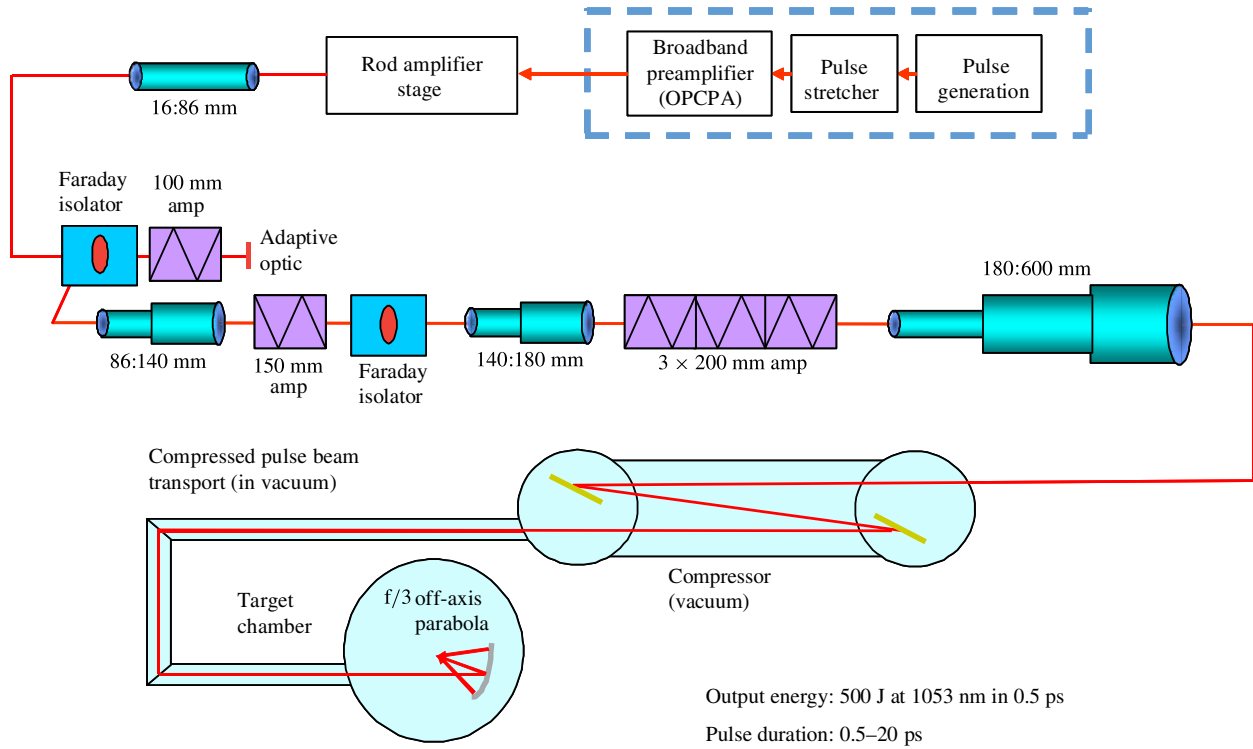 Rod amplifier
stage
Broadband
preamplifier
(OPCPA)
Pulse
stretcher
Pulse
generation
16:86 mm
Faraday
isolator
100 mm
amp
Adaptive
optic
86:140 mm
150 mm
amp
Faraday
isolator
140:180 mm
3 × 200 mm amp
180:600 mm
Compressed pulse beam
transport (in vacuum)
Compressor
(vacuum)
Target
chamber
f/3 off-axis
parabola
Output energy: 500 J at 1053 nm in 0.5 ps
Pulse duration: 0.5–20 ps